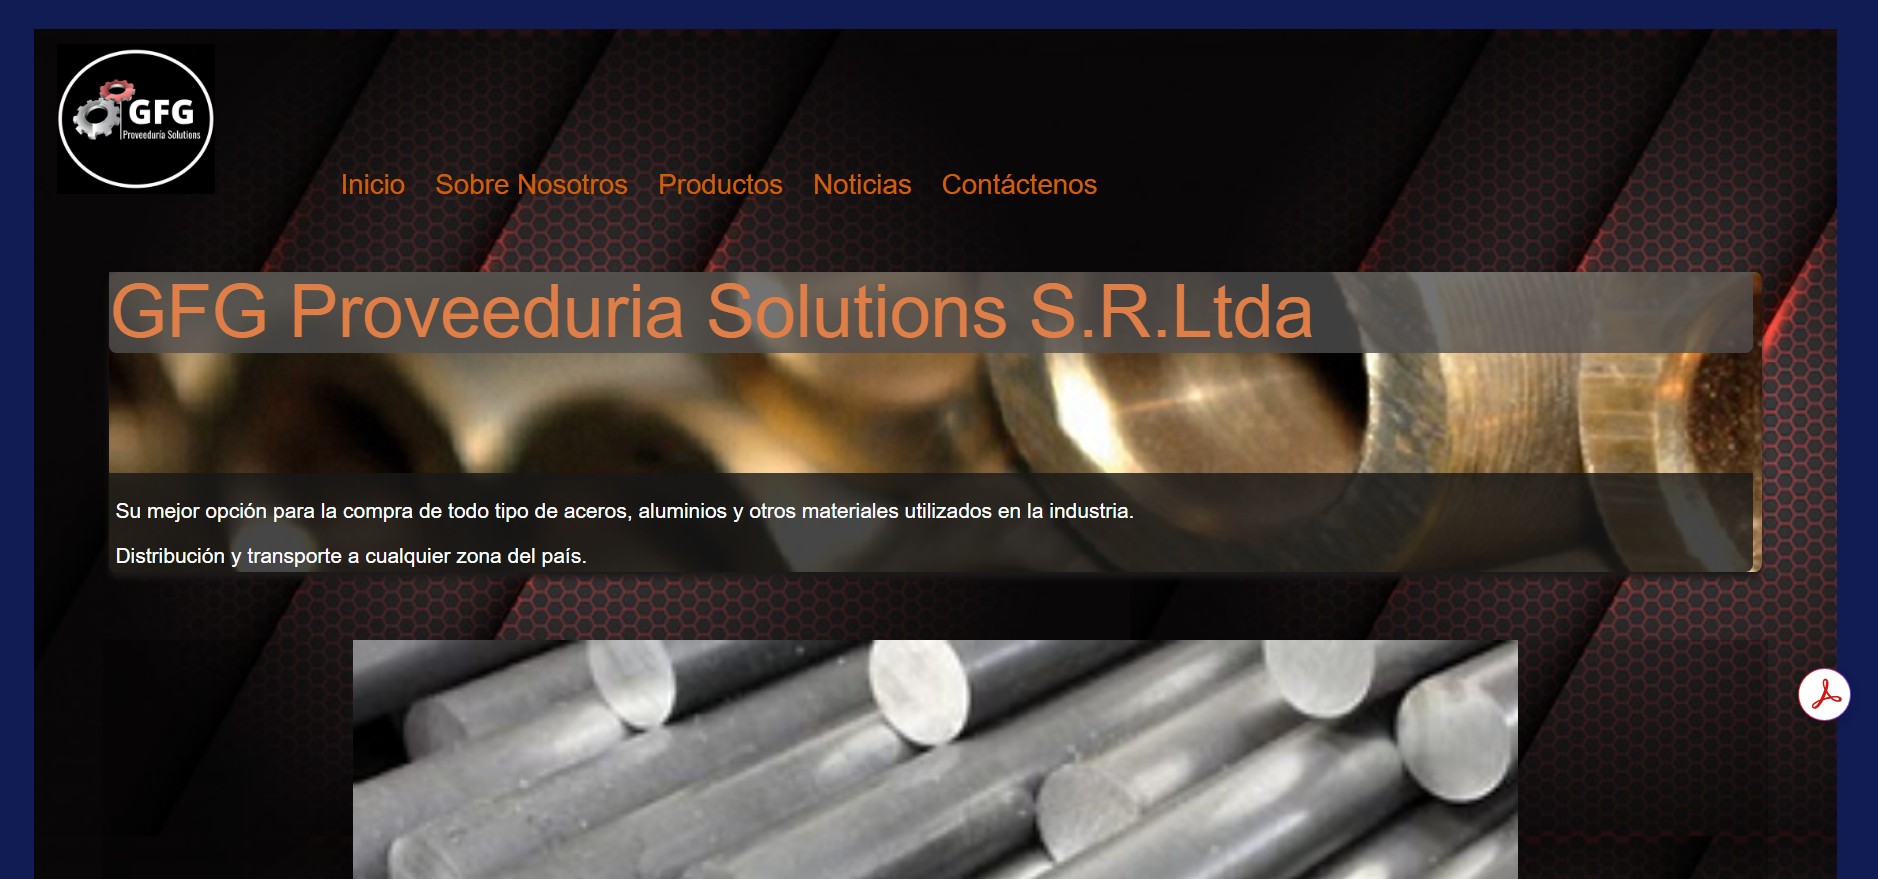 GFG
Proveeduría Solutions
Inicio Sobre Nosotros Productos Noticias Contáctenos
GFG Proveeduria Solutions S.R.Ltda
Su mejor opción para la compra de todo tipo de aceros, aluminios y otros materiales utilizados en la industria.
Distribución y transporte a cualquier zona del país.